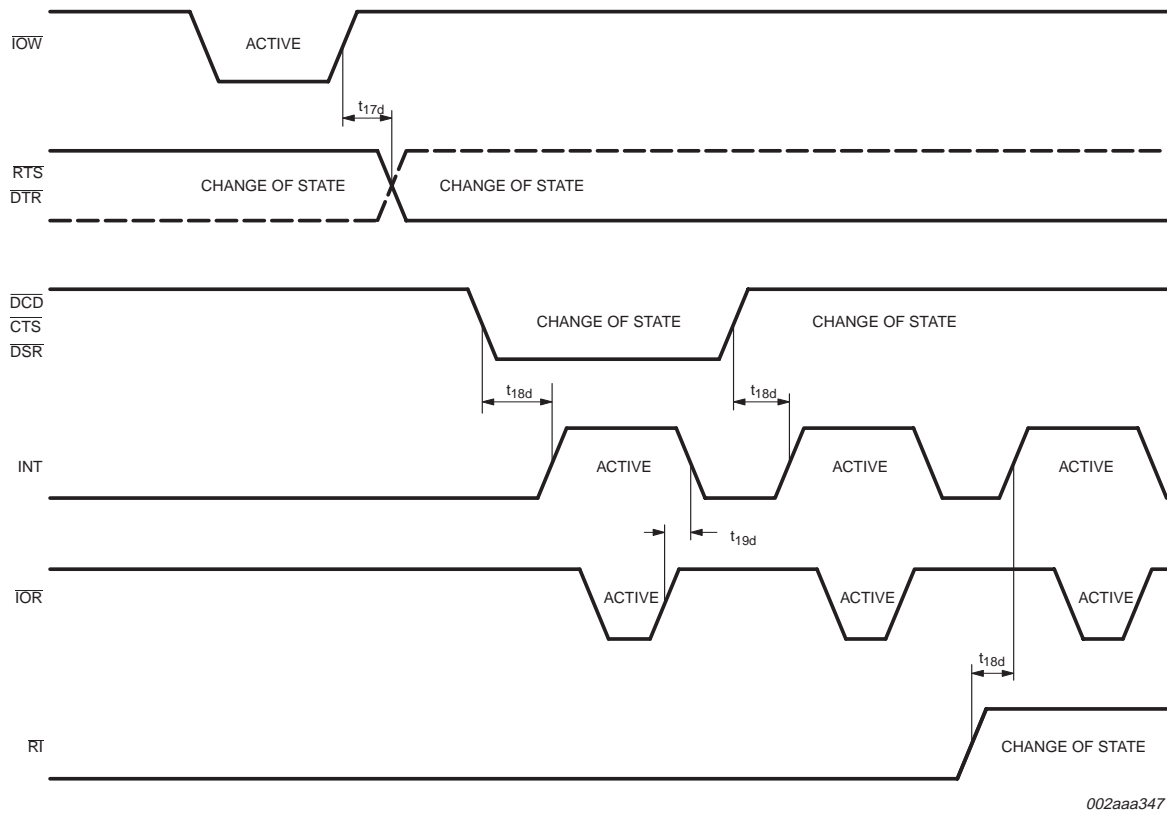 IOW
ACTIVE
t17d
RTS
DTR
CHANGE OF STATE
CHANGE OF STATE
DCD
CTS
DSR
CHANGE OF STATE
CHANGE OF STATE
t18d
t18d
INT
ACTIVE
ACTIVE
ACTIVE
t19d
IOR
ACTIVE
ACTIVE
ACTIVE
t18d
RI
CHANGE OF STATE
002aaa347